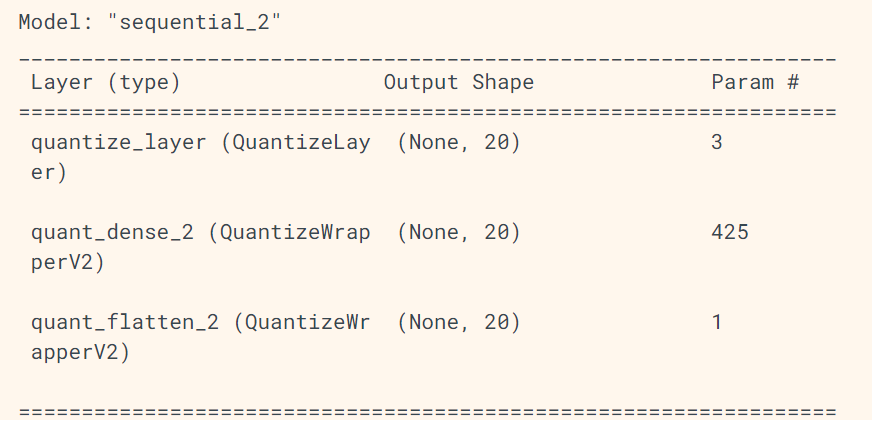 Model: "sequential_2"
_________________________________________________________________
Layer (type) Output Shape Param #
=================================================================
quantize_layer (QuantizeLay (None, 20) 3
er)
quant_dense_2 (QuantizeWrap (None, 20) 425
perV2)
quant_flatten_2 (QuantizeWr (None, 20) 1
apperV2)
=================================================================